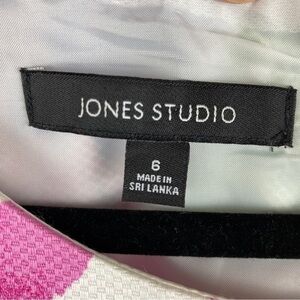 JONES STUDIO
6
MADE IN
SRI LANKA